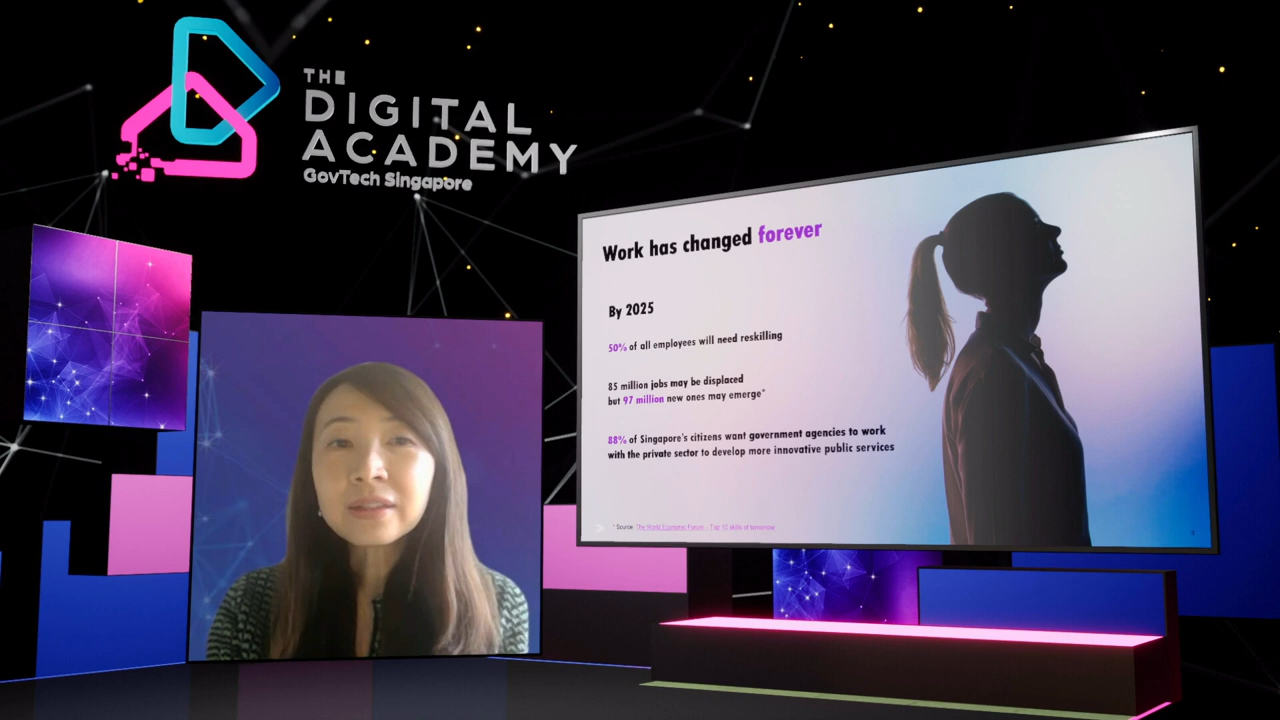 THE
DIGITAL
ACADEMY
GovTech Singapore
Work has changed forever
By 2025
50% of all employees will need reskilling
85 million jobs may be displaced
but 97 million new ones may emerge*
88% of Singapore's citizens want government agencies to work
with the private sector to develop more innovative public services
* Source: The World Economic Forum - Top 10 skills of tomorrow